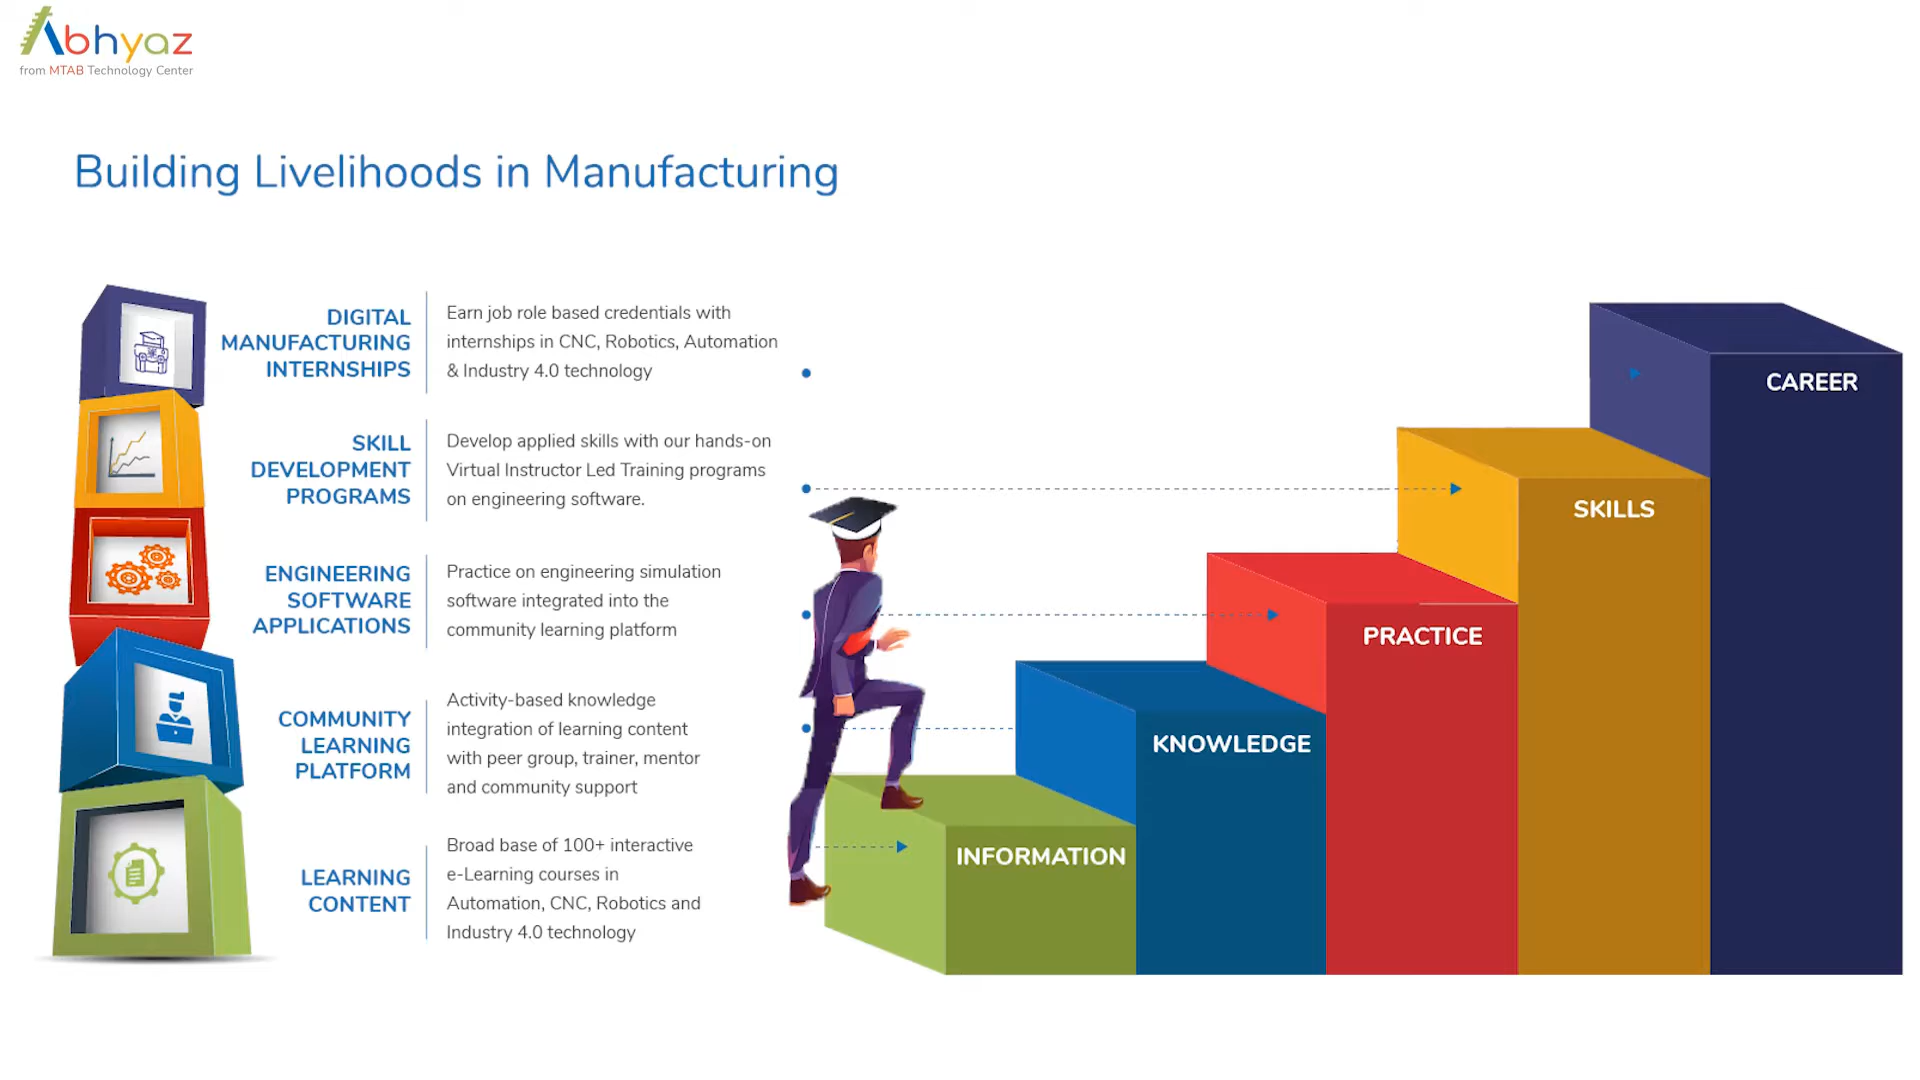 Abhyaz
from MTAB Technology Center
Building Livelihoods in Manufacturing
DIGITAL
MANUFACTURING
INTERNSHIPS
Earn job role based credentials with
internships in CNC, Robotics, Automation
& Industry 4.0 technology
SKILL
DEVELOPMENT
PROGRAMS
Develop applied skills with our hands-on
Virtual Instructor Led Training programs
on engineering software.
ENGINEERING
SOFTWARE
APPLICATIONS
Practice on engineering simulation
software integrated into the
community learning platform
COMMUNITY
LEARNING
PLATFORM
Activity-based knowledge
integration of learning content
with peer group, trainer, mentor
and community support
LEARNING
CONTENT
Broad base of 100+ interactive
e-Learning courses in
Automation, CNC, Robotics and
Industry 4.0 technology
CAREER
SKILLS
PRACTICE
KNOWLEDGE
INFORMATION